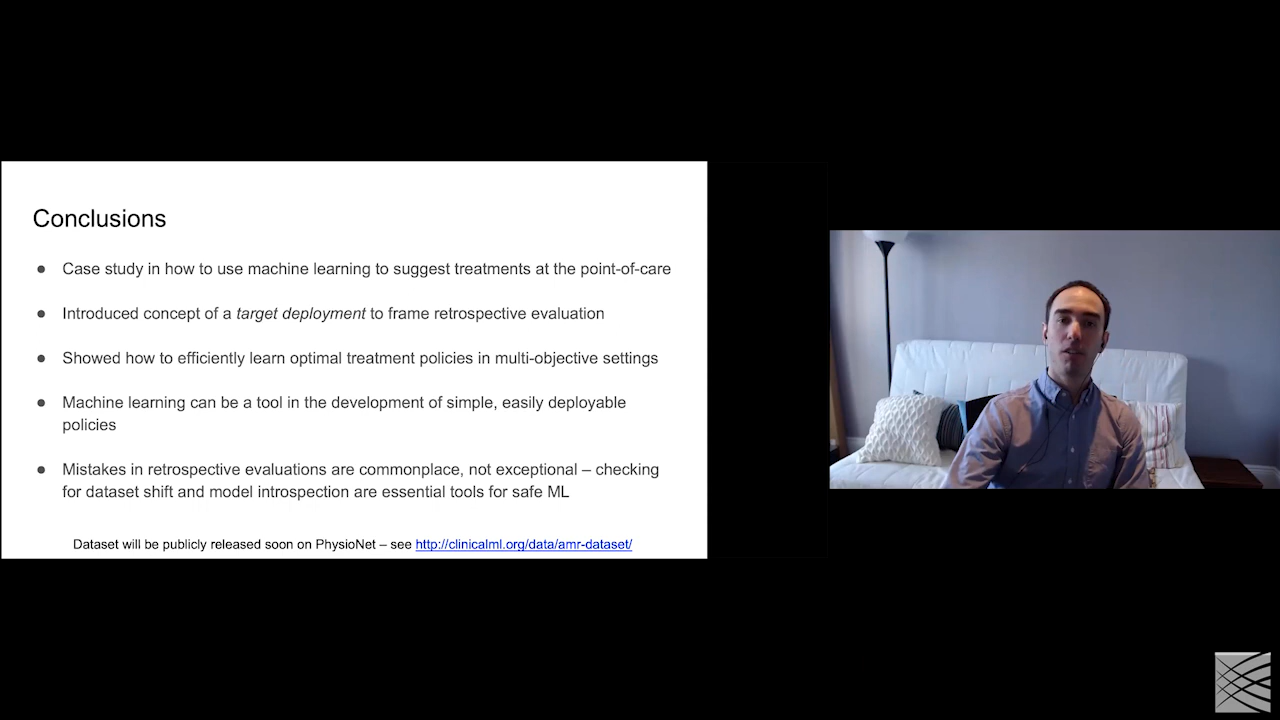 Conclusions
● Case study in how to use machine learning to suggest treatments at the point-of-care
● Introduced concept of a target deployment to frame retrospective evaluation
● Showed how to efficiently learn optimal treatment policies in multi-objective settings
● Machine learning can be a tool in the development of simple, easily deployable
policies
● Mistakes in retrospective evaluations are commonplace, not exceptional – checking
for dataset shift and model introspection are essential tools for safe ML
Dataset will be publicly released soon on PhysioNet – see http://clinicalml.org/data/amr-dataset/